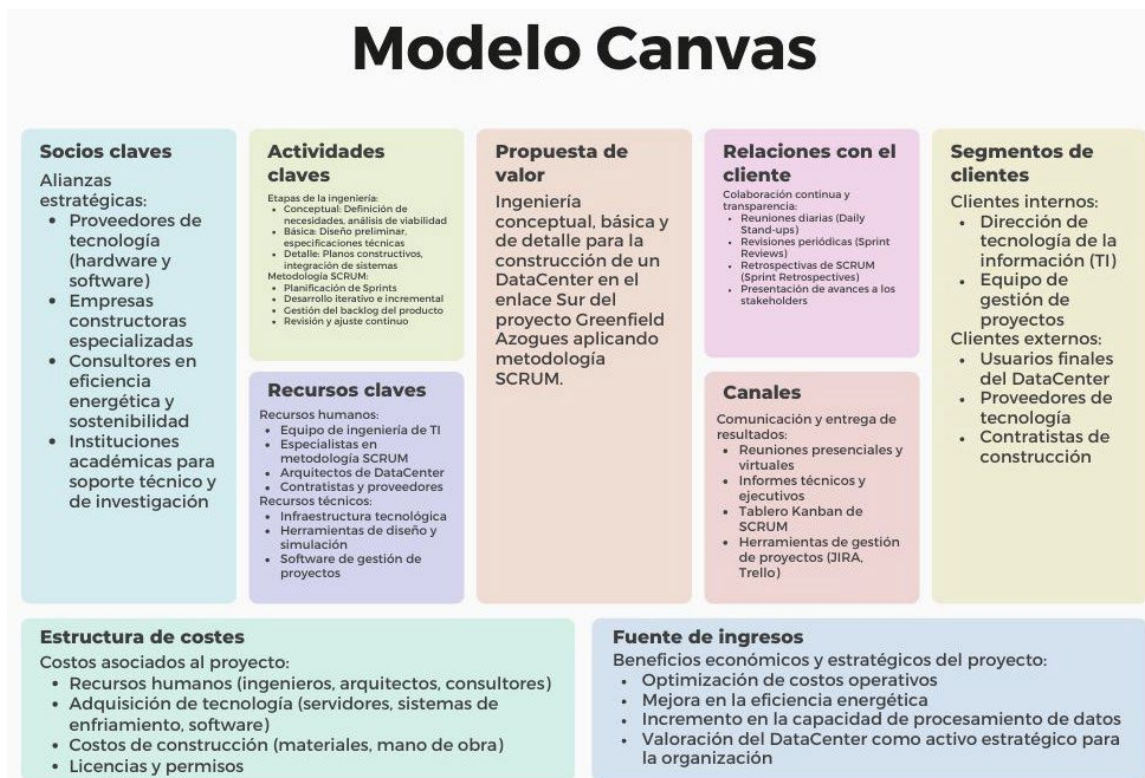 Modelo Canvas
Socios claves
Alianzas
estratégicas:
• Proveedores de
tecnología
(hardware y
software)
• Empresas
constructoras
especializadas
• Consultores en
eficiencia
energética y
sostenibilidad
• Instituciones
académicas para
soporte técnico y
de investigación
Actividades
claves
Etapas de la ingeniería:
• Conceptual: Definición de
necesidades, análisis de viabilidad
• Básica: Diseño preliminar,
especificaciones técnicas
• Detalle: Planos constructivos,
integración de sistemas
Metodología SCRUM:
• Planificación de Sprints
• Desarrollo iterativo e incremental
• Gestión del backlog del producto
• Revisión y ajuste continuo
Recursos claves
Recursos humanos:
• Equipo de ingeniería de TI
• Especialistas en
metodología SCRUM
• Arquitectos de DataCenter
• Contratistas y proveedores
Recursos técnicos:
• Infraestructura tecnológica
• Herramientas de diseño y
simulación
• Software de gestión de
proyectos
Propuesta de
valor
Ingeniería
conceptual, básica y
de detalle para la
construcción de un
DataCenter en el
enlace Sur del
proyecto Greenfield
Azogues aplicando
metodología
SCRUM.
Relaciones con el
cliente
Colaboración continua y
transparencia:
• Reuniones diarias (Daily
Stand-ups)
• Revisiones periódicas (Sprint
Reviews)
• Retrospectivas de SCRUM
(Sprint Retrospectives)
• Presentación de avances a los
stakeholders
Canales
Comunicación y entrega de
resultados:
• Reuniones presenciales y
virtuales
• Informes técnicos y
ejecutivos
• Tablero Kanban de
SCRUM
• Herramientas de gestión
de proyectos (JIRA,
Trello)
Segmentos de
clientes
Clientes internos:
• Dirección de
tecnología de la
información (TI)
• Equipo de
gestión de
proyectos
Clientes externos:
• Usuarios finales
del DataCenter
• Proveedores de
tecnología
• Contratistas de
construcción
Estructura de costes
Costos asociados al proyecto:
• Recursos humanos (ingenieros, arquitectos, consultores)
• Adquisición de tecnología (servidores, sistemas de
enfriamiento, software)
• Costos de construcción (materiales, mano de obra)
• Licencias y permisos
Fuente de ingresos
Beneficios económicos y estratégicos del proyecto:
• Optimización de costos operativos
• Mejora en la eficiencia energética
• Incremento en la capacidad de procesamiento de datos
• Valoración del DataCenter como activo estratégico para
la organización